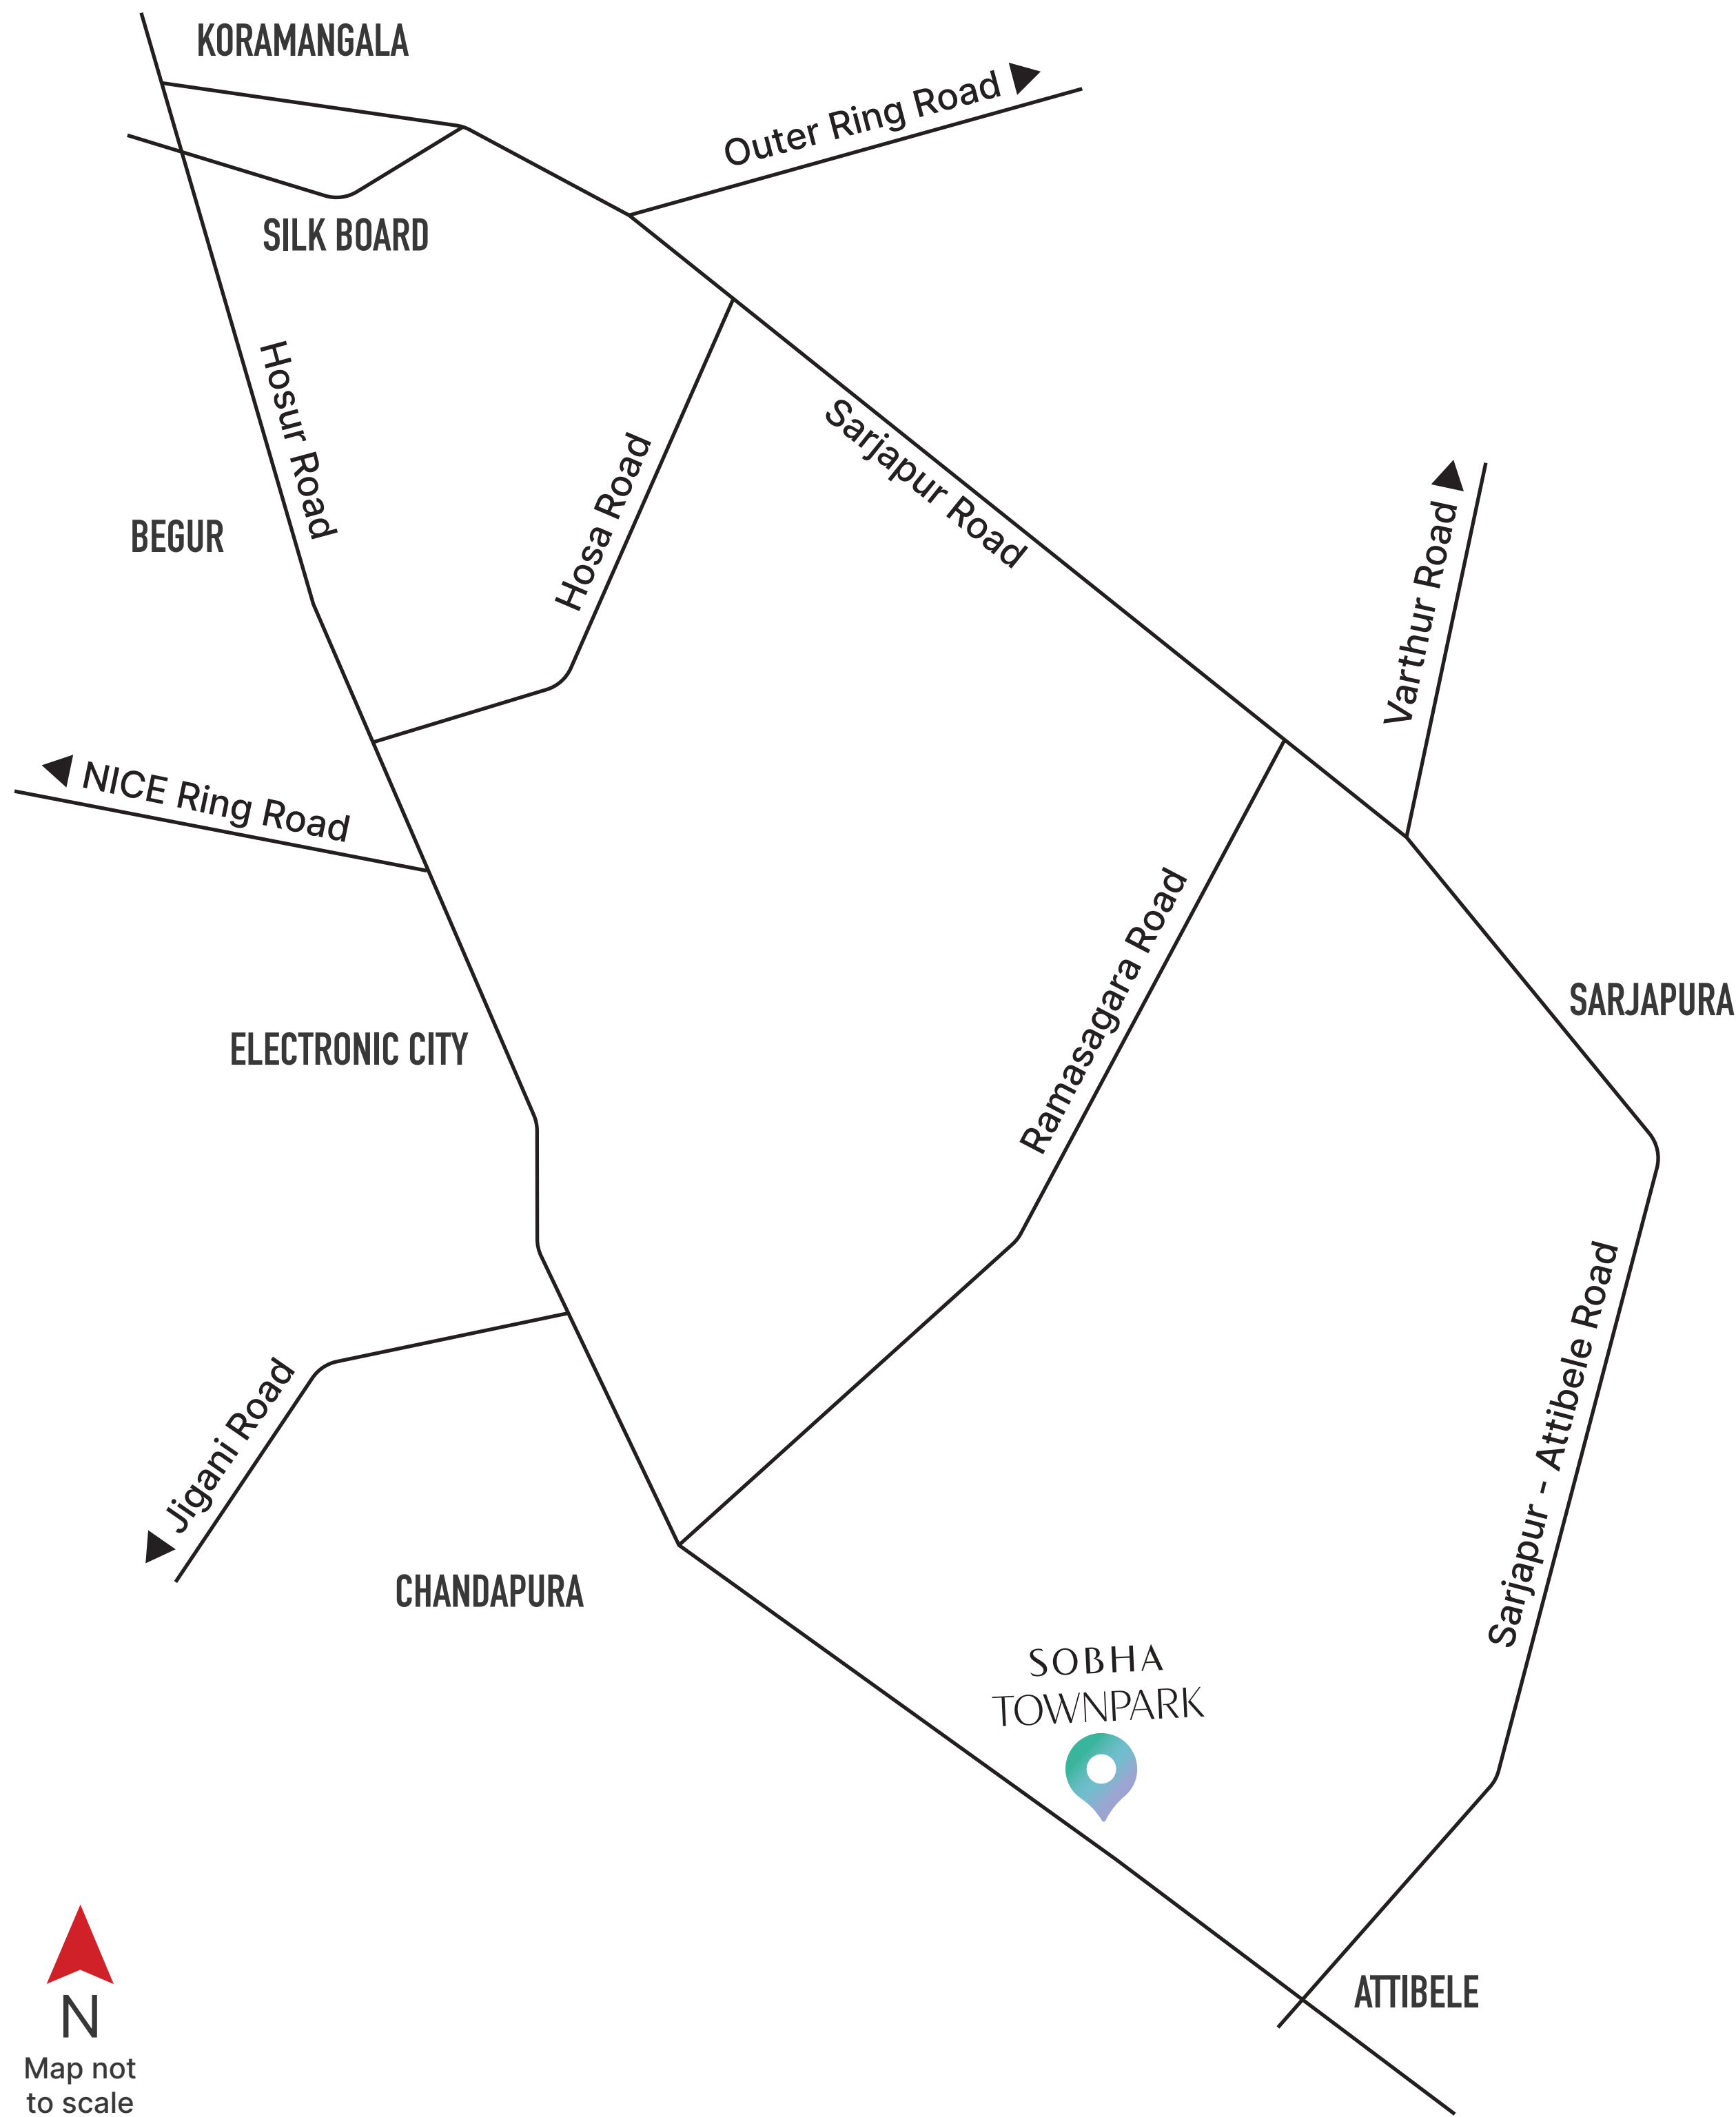 KORAMANGALA
Outer Ring Road
SILK BOARD
Hosur Road
Sarjapur Road
Hosa Road
BEGUR
Varthur Road
NICE Ring Road
Ramasagara Road
SARJAPURA
ELECTRONIC CITY
Sarjapur - Attibele Road
Jigani Road
CHANDAPURA
SOBHA
TOWNPARK
ATTIBELE
N
Map not
to scale